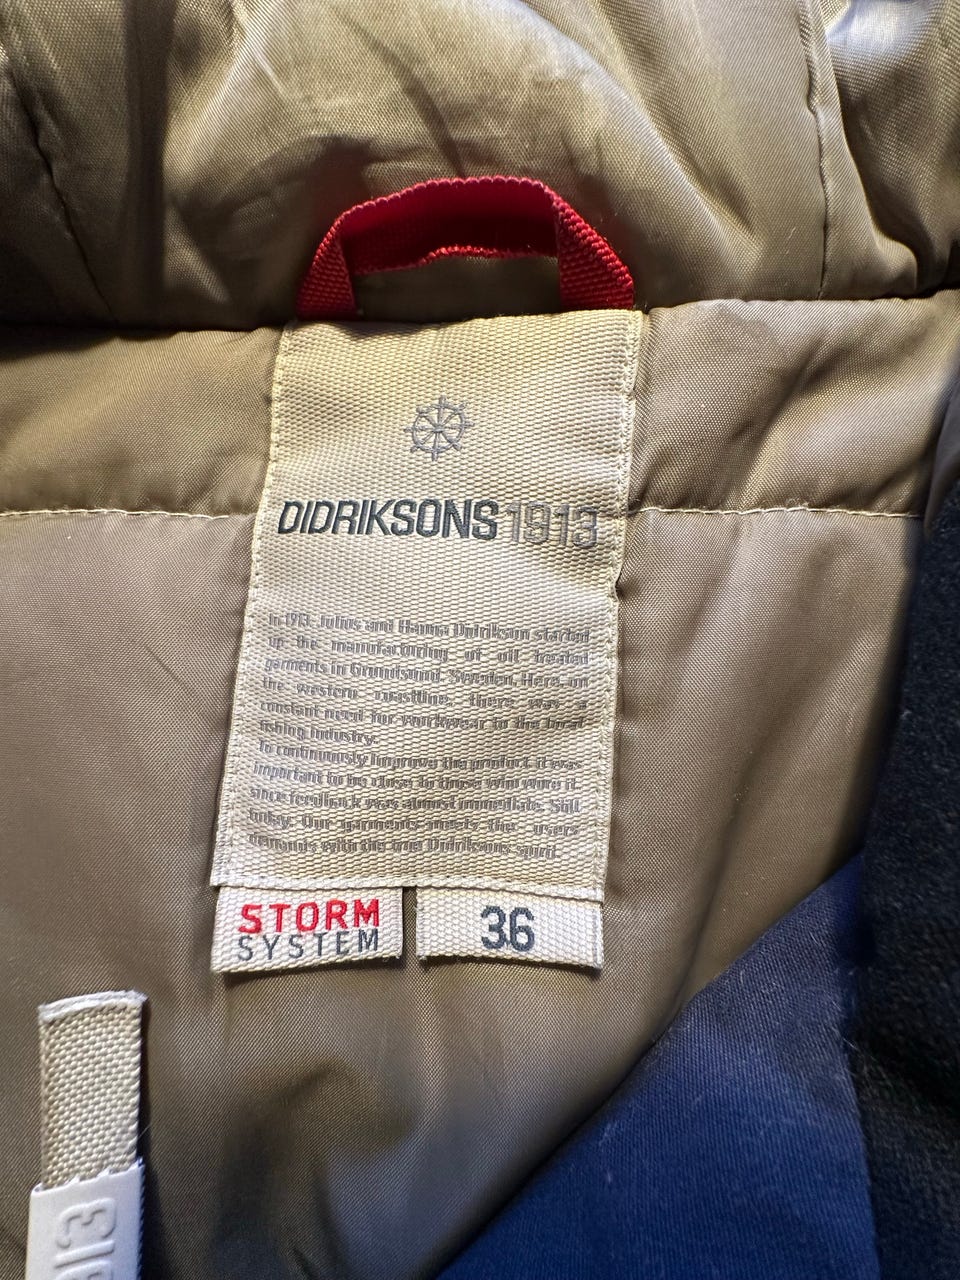 DIDRIKSONS1913
In 1913, Julius and Hanna Didrikson started
up the manufacturing of oil treated
garments in Grundsund, Sweden. Here, on
the western coastline, there was a
constant need for workwear to the local
fishing industry.
To continuously improve the product, it was
important to be close to those who wore it
since feedback was almost immediate. Still
today, Our garments meets the users
demands with the true Didriksons spirit.
STORM
SYSTEM
36
913